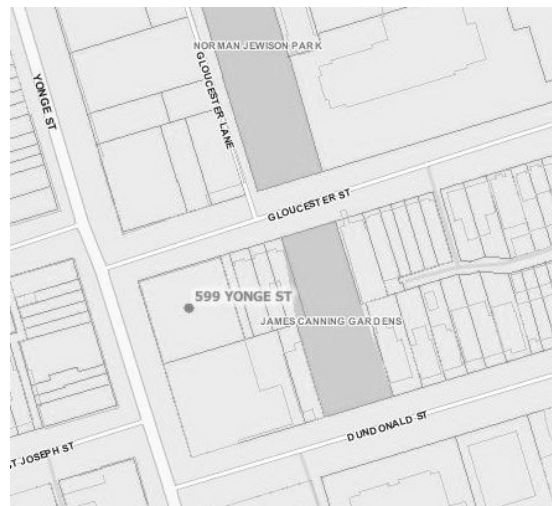 NORMAN JEWISON PARK
YONGE ST
GLOUCESTER LANE
GLOUCESTER ST
599 YONGE ST
JAMES CANNING GARDENS
DUNDONALD ST
T JOSEPH ST